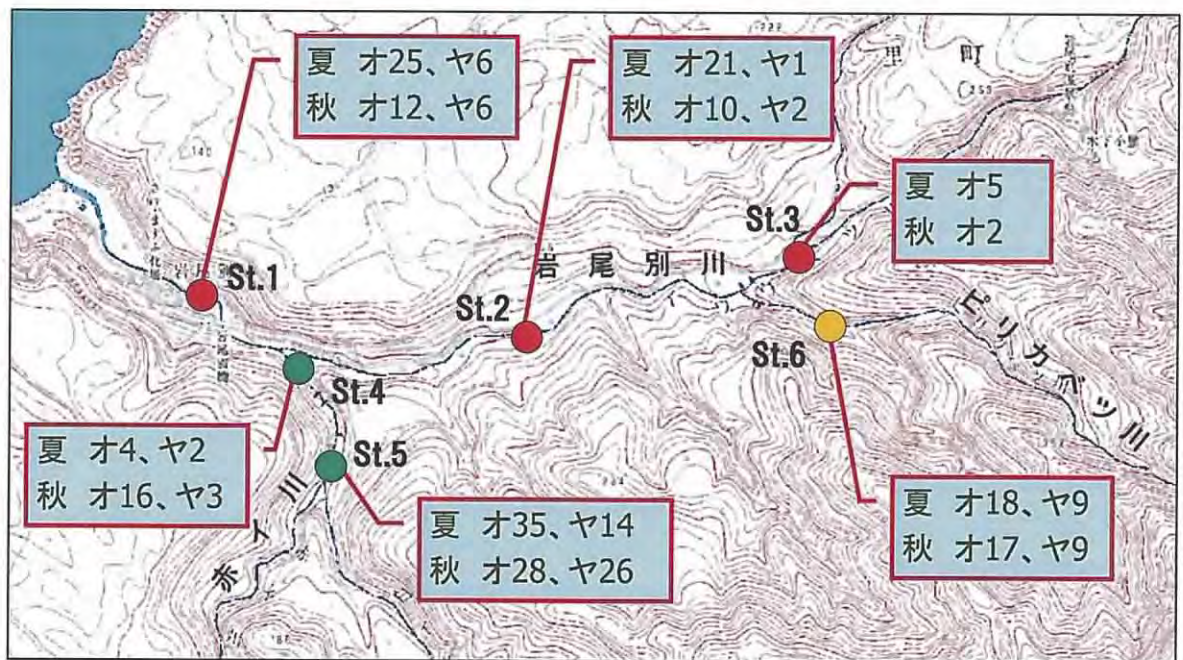 夏 オ25、ヤ6
秋 オ12、ヤ6
夏 オ21、ヤ1
秋 オ10、ヤ2
里 町
夏 オ5
秋 オ2
St.3
岩尾別川
St.1
St.2
St.6
ピリカベツ川
St.4
夏 オ4、ヤ2
秋 オ16、ヤ3
St.5
赤イ川
夏 オ35、ヤ14
秋 オ28、ヤ26
夏 オ18、ヤ9
秋 オ17、ヤ9
140
187